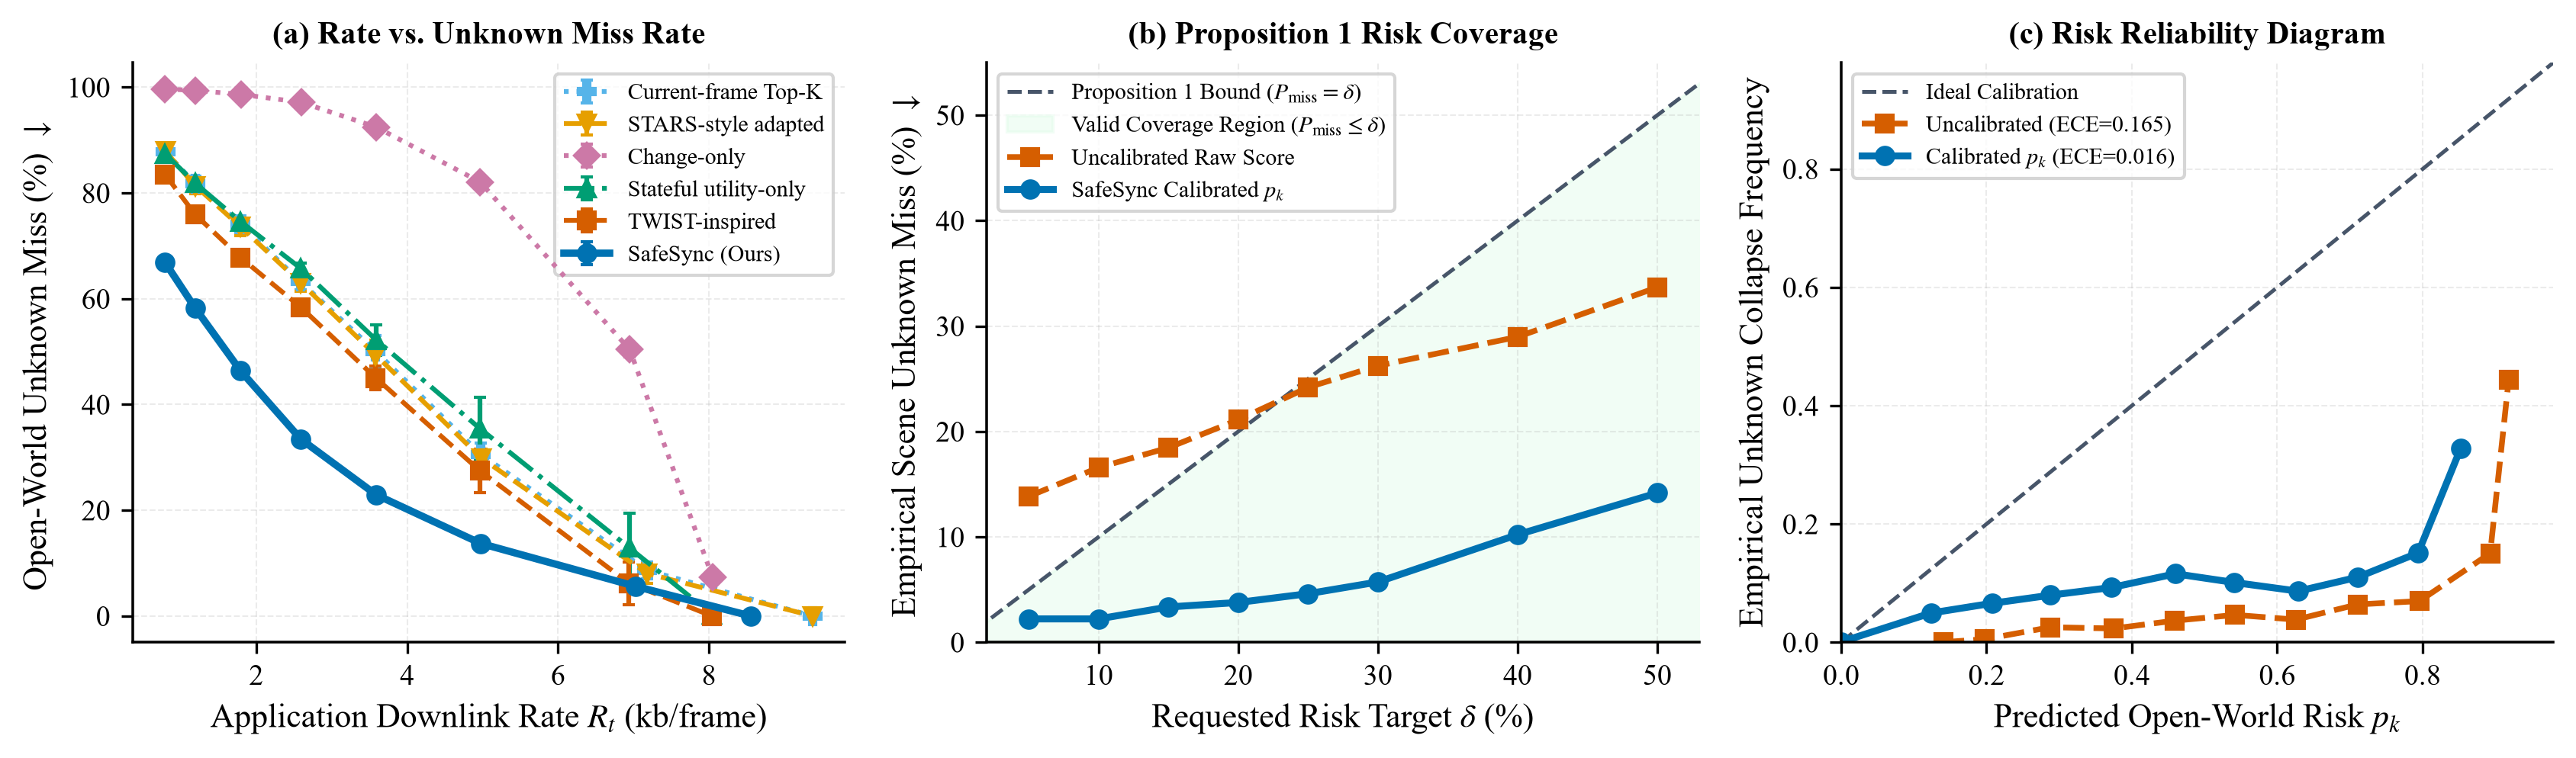 (a) Rate vs. Unknown Miss Rate
Open-World Unknown Miss (%) ↓
100
80
60
40
20
0
2
4
6
8
Application Downlink Rate Rₜ (kb/frame)
Current-frame Top-K
STARS-style adapted
Change-only
Stateful utility-only
TWIST-inspired
SafeSync (Ours)
(b) Proposition 1 Risk Coverage
Empirical Scene Unknown Miss (%) ↓
50
40
30
20
10
0
10
20
30
40
50
Requested Risk Target δ (%)
Proposition 1 Bound (P_miss = δ)
Valid Coverage Region (P_miss ≤ δ)
Uncalibrated Raw Score
SafeSync Calibrated pₖ
(c) Risk Reliability Diagram
Empirical Unknown Collapse Frequency
0.8
0.6
0.4
0.2
0.0
0.0
0.2
0.4
0.6
0.8
Predicted Open-World Risk pₖ
Ideal Calibration
Uncalibrated (ECE=0.165)
Calibrated pₖ (ECE=0.016)